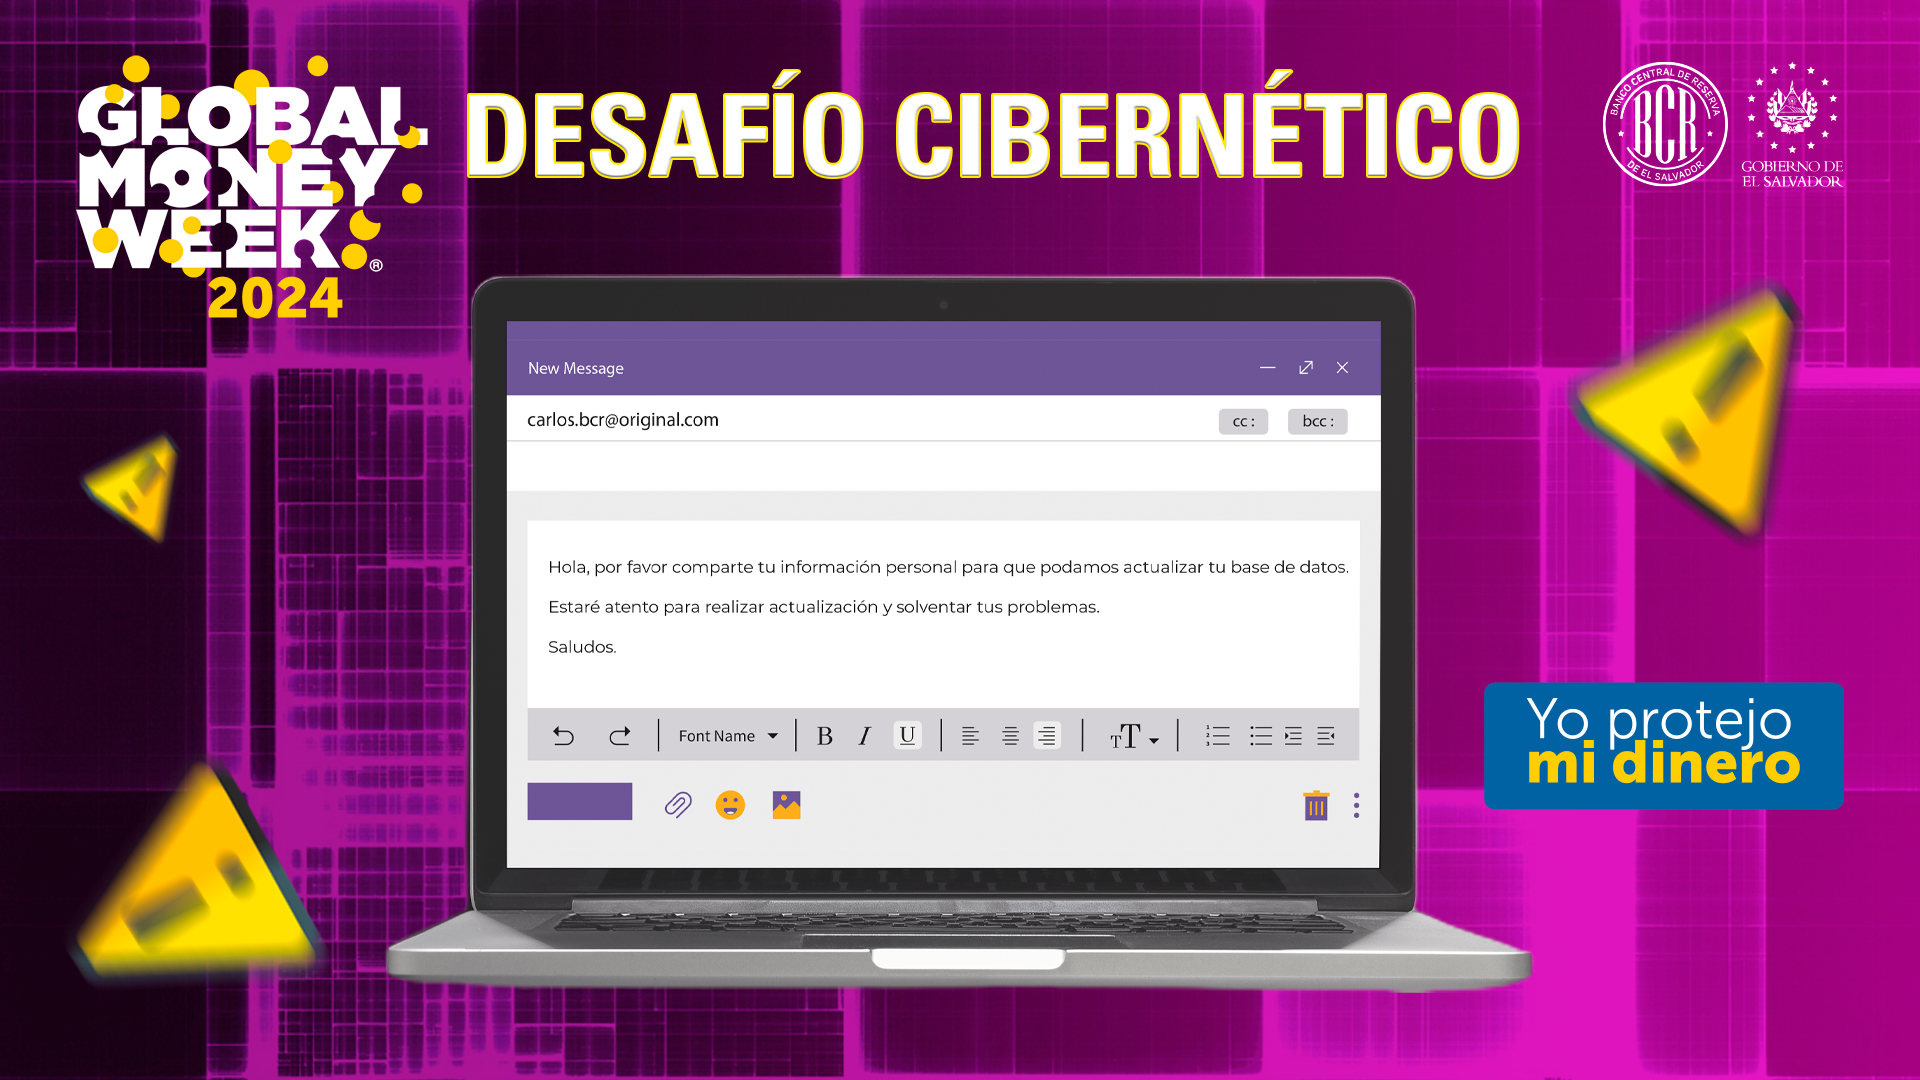 GLOBAL
MONEY
WEEK®
2024
DESAFÍO CIBERNÉTICO
BANCO CENTRAL DE RESERVA
BCR
DE EL SALVADOR
GOBIERNO DE
EL SALVADOR
New Message
carlos.bcr@original.com
cc :
bcc :
Hola, por favor comparte tu información personal para que podamos actualizar tu base de datos.
Estaré atento para realizar actualización y solventar tus problemas.
Saludos.
Font Name
B I U
TT
Yo protejo
mi dinero